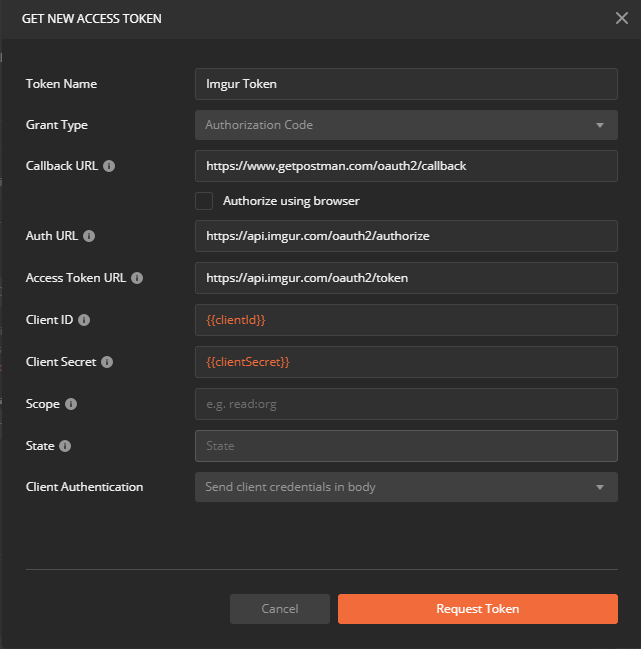 GET NEW ACCESS TOKEN
Token Name
Imgur Token
Grant Type
Authorization Code
Callback URL
https://www.getpostman.com/oauth2/callback
Authorize using browser
Auth URL
https://api.imgur.com/oauth2/authorize
Access Token URL
https://api.imgur.com/oauth2/token
Client ID
{{clientId}}
Client Secret
{{clientSecret}}
Scope
e.g. read:org
State
State
Client Authentication
Send client credentials in body
Cancel
Request Token